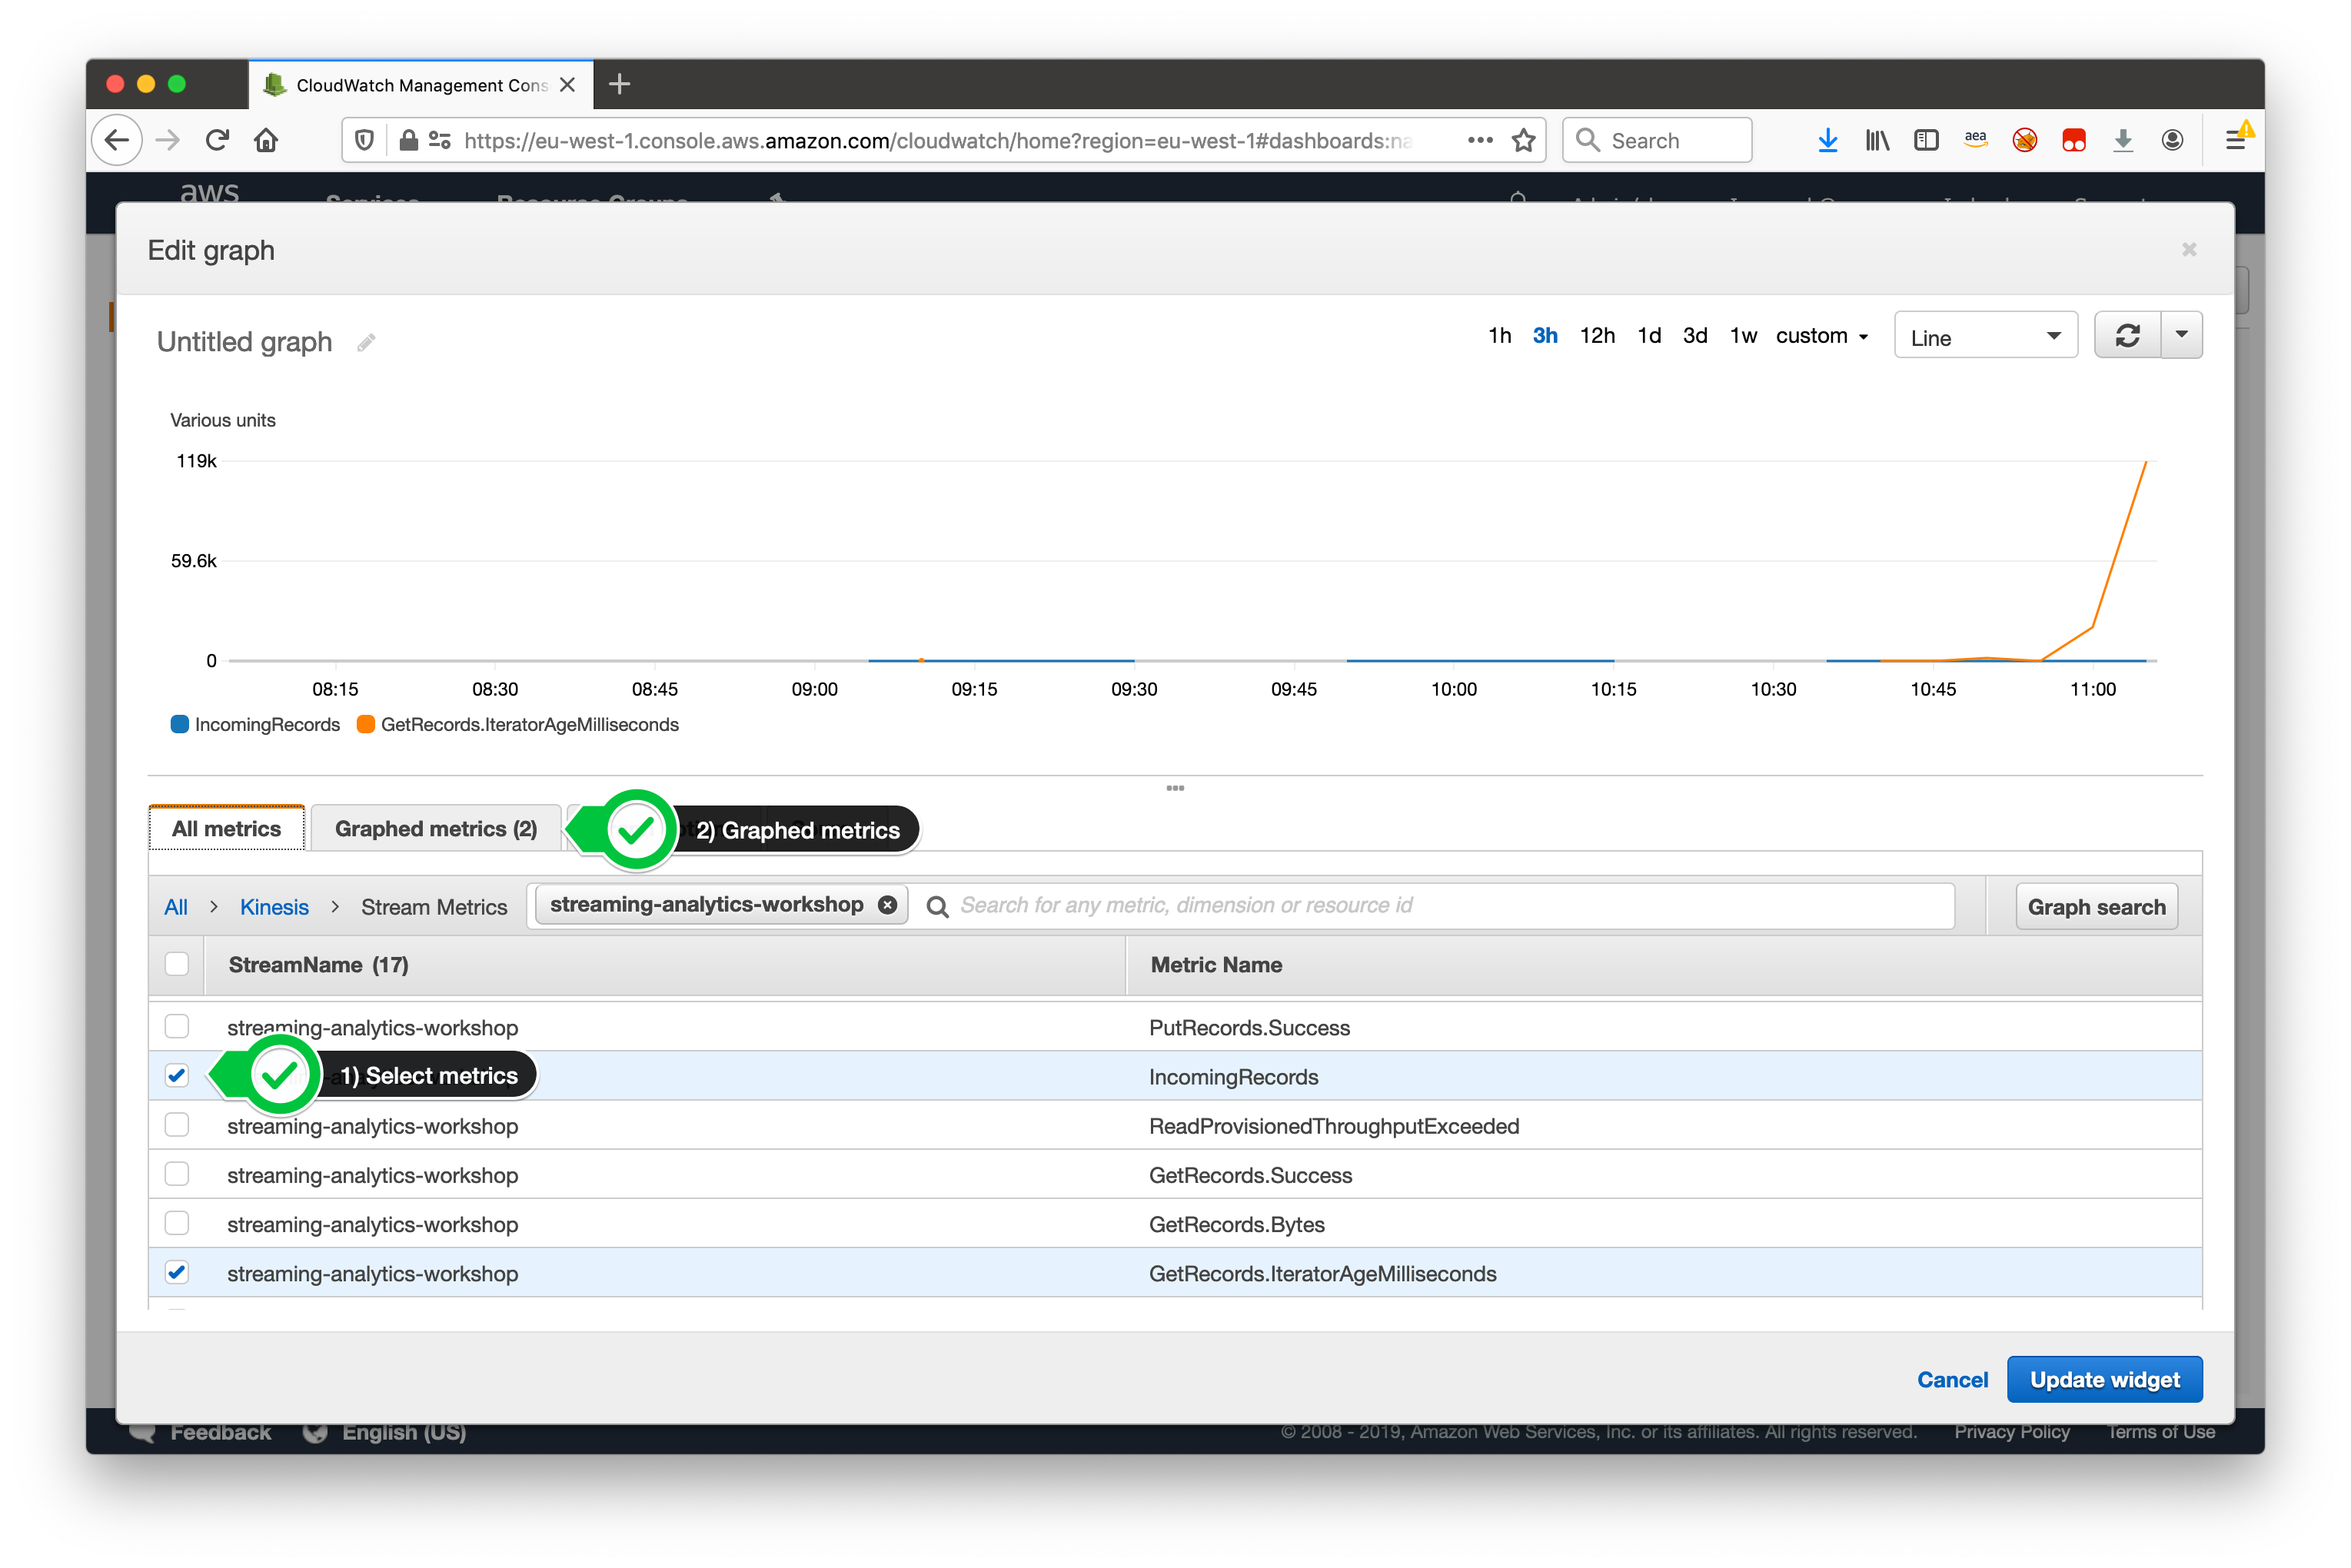 CloudWatch Management Cons
https://eu-west-1.console.aws.amazon.com/cloudwatch/home?region=eu-west-1#dashboards:na
Search
aea
aws Services Resource Groups
Edit graph
Untitled graph
1h 3h 12h 1d 3d 1w custom Line
Various units
119k
59.6k
0
08:15 08:30 08:45 09:00 09:15 09:30 09:45 10:00 10:15 10:30 10:45 11:00
IncomingRecords GetRecords.IteratorAgeMilliseconds
All metrics Graphed metrics (2) 2) Graphed metrics
All > Kinesis > Stream Metrics streaming-analytics-workshop Search for any metric, dimension or resource id Graph search
StreamName (17) Metric Name
streaming-analytics-workshop PutRecords.Success
1) Select metrics IncomingRecords
streaming-analytics-workshop ReadProvisionedThroughputExceeded
streaming-analytics-workshop GetRecords.Success
streaming-analytics-workshop GetRecords.Bytes
streaming-analytics-workshop GetRecords.IteratorAgeMilliseconds
Cancel Update widget
Feedback English (US) © 2008 - 2019, Amazon Web Services, Inc. or its affiliates. All rights reserved. Privacy Policy Terms of Use